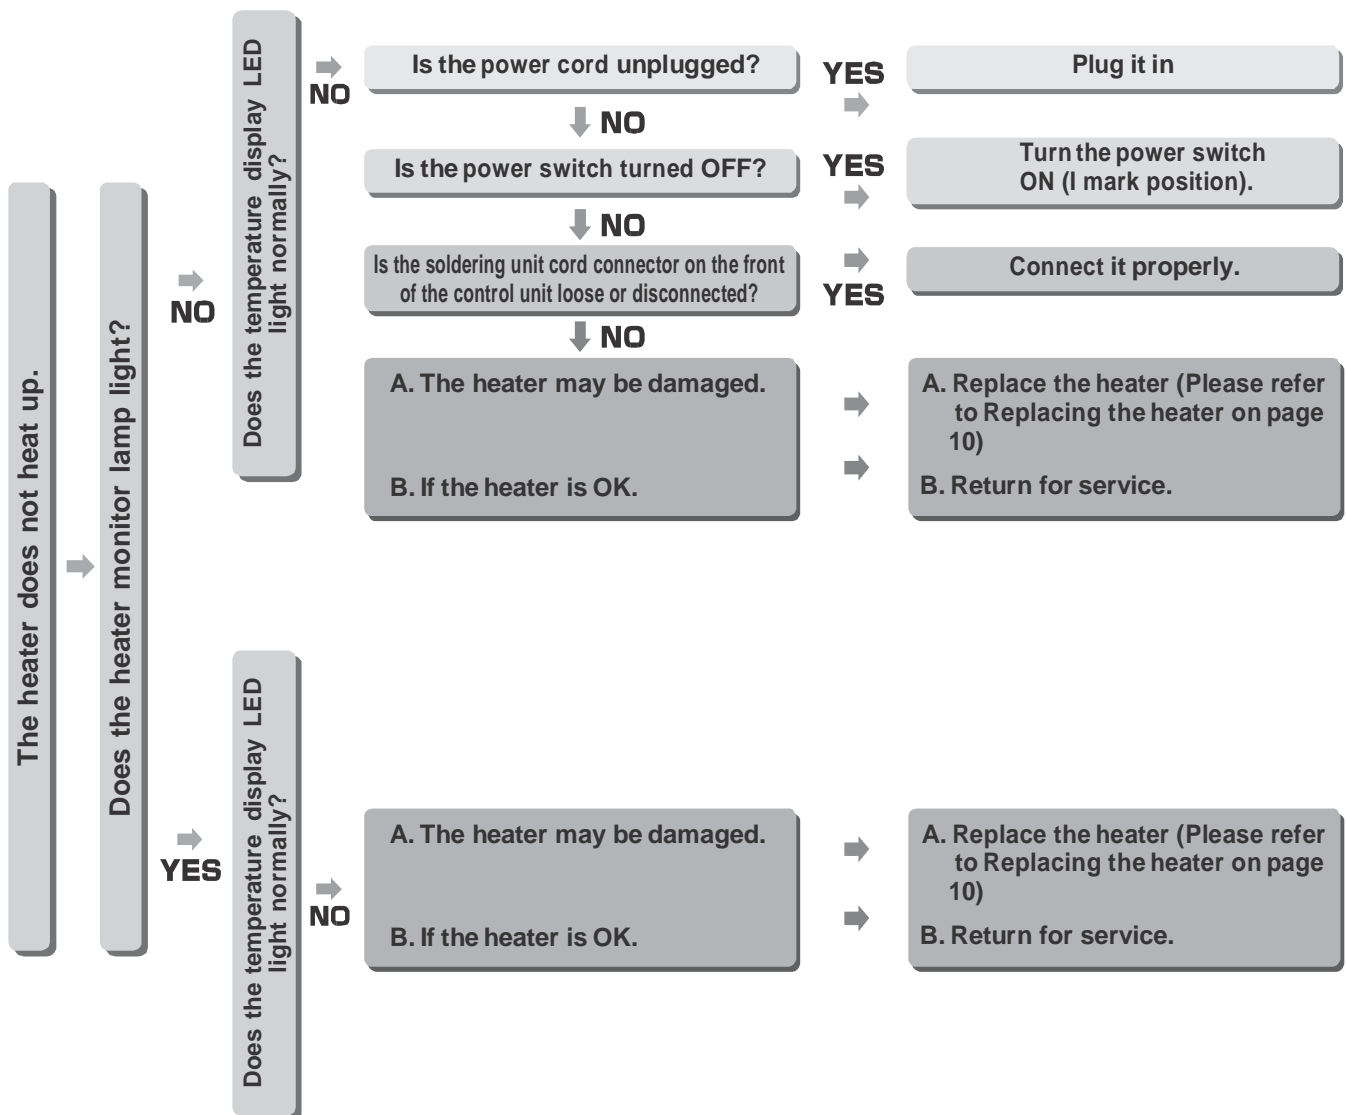 The heater does not heat up.
Does the heater monitor lamp light?
NO
Does the temperature display LED
light normally?
NO
Is the power cord unplugged?
YES
Plug it in
NO
Is the power switch turned OFF?
YES
Turn the power switch
ON (I mark position).
NO
Is the soldering unit cord connector on the front
of the control unit loose or disconnected?
YES
Connect it properly.
NO
A. The heater may be damaged.
B. If the heater is OK.
A. Replace the heater (Please refer
to Replacing the heater on page
10)
B. Return for service.
YES
Does the temperature display LED
light normally?
NO
A. The heater may be damaged.
B. If the heater is OK.
A. Replace the heater (Please refer
to Replacing the heater on page
10)
B. Return for service.